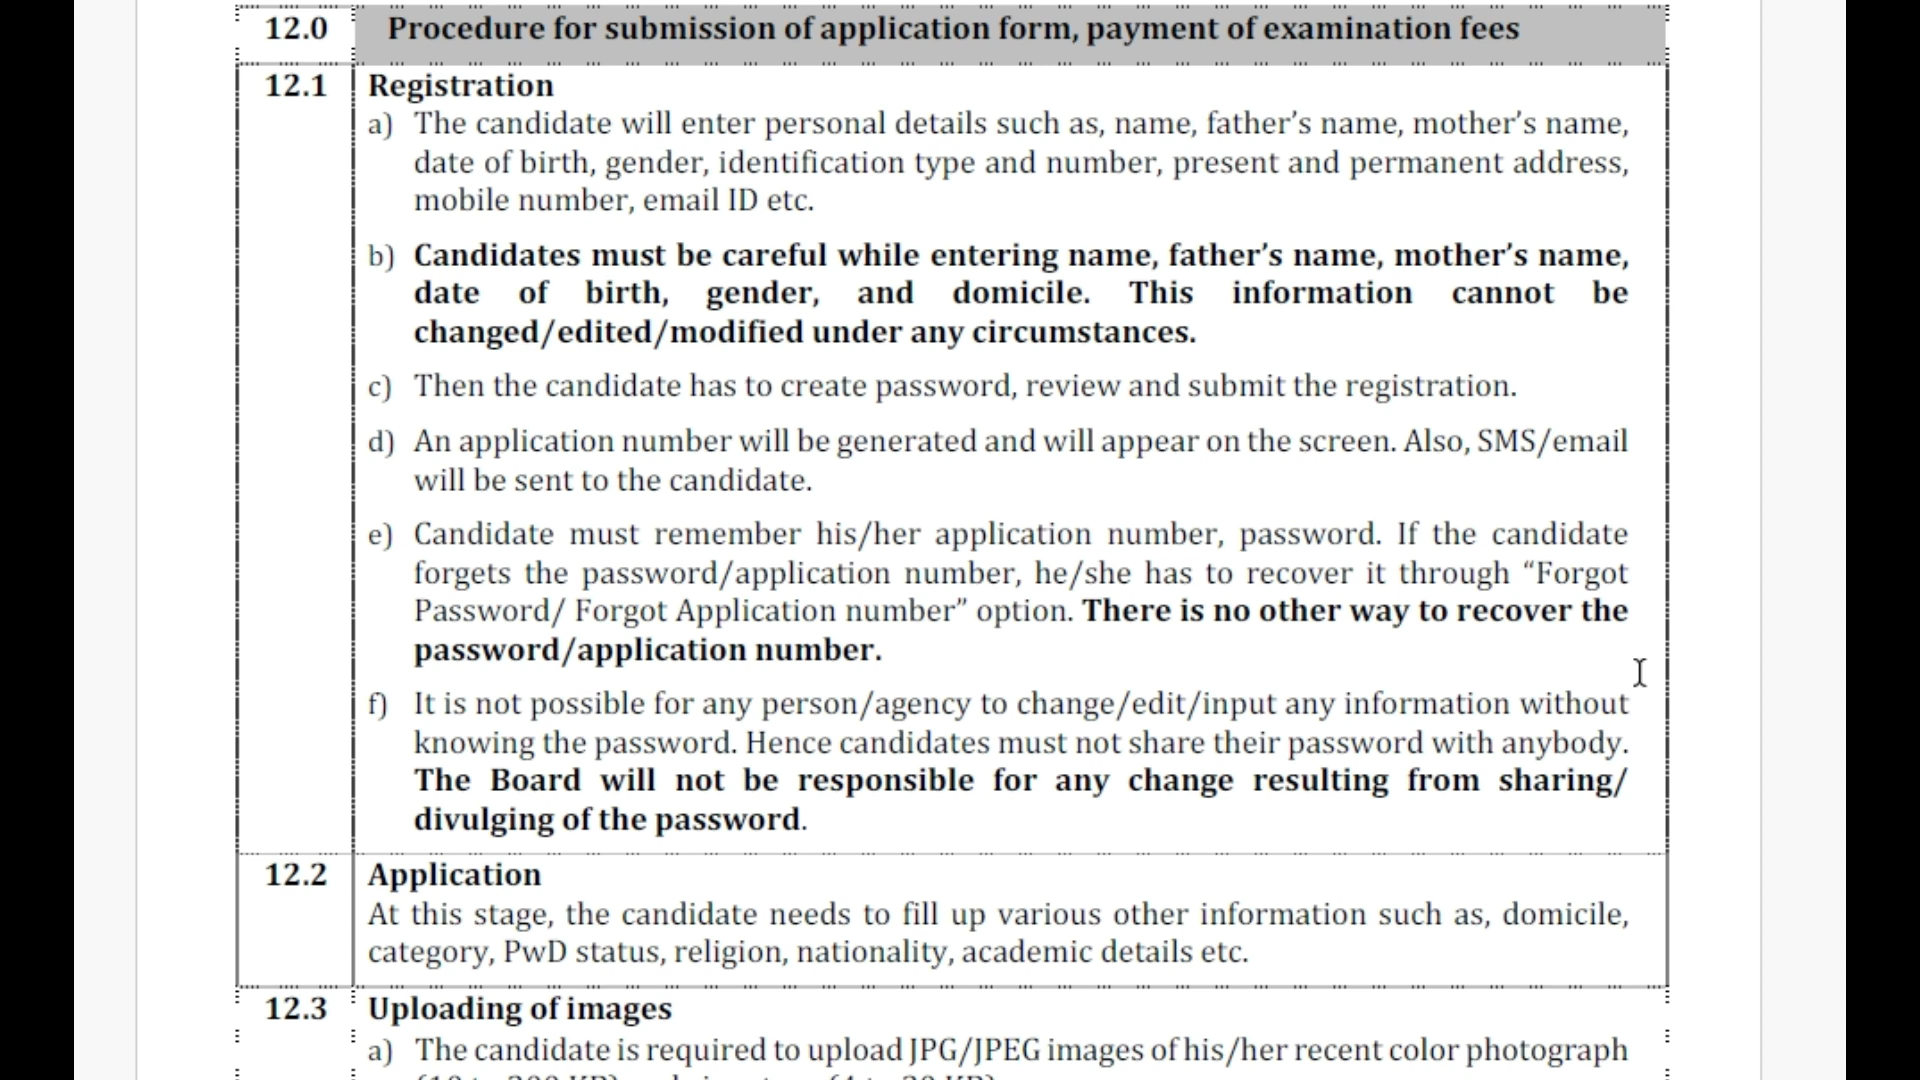 12.0 Procedure for submission of application form, payment of examination fees
12.1 Registration
a) The candidate will enter personal details such as, name, father’s name, mother’s name,
date of birth, gender, identification type and number, present and permanent address,
mobile number, email ID etc.
b) Candidates must be careful while entering name, father’s name, mother’s name,
date of birth, gender, and domicile. This information cannot be
changed/edited/modified under any circumstances.
c) Then the candidate has to create password, review and submit the registration.
d) An application number will be generated and will appear on the screen. Also, SMS/email
will be sent to the candidate.
e) Candidate must remember his/her application number, password. If the candidate
forgets the password/application number, he/she has to recover it through “Forgot
Password/ Forgot Application number” option. There is no other way to recover the
password/application number.
f) It is not possible for any person/agency to change/edit/input any information without
knowing the password. Hence candidates must not share their password with anybody.
The Board will not be responsible for any change resulting from sharing/
divulging of the password.
12.2 Application
At this stage, the candidate needs to fill up various other information such as, domicile,
category, PwD status, religion, nationality, academic details etc.
12.3 Uploading of images
a) The candidate is required to upload JPG/JPEG images of his/her recent color photograph